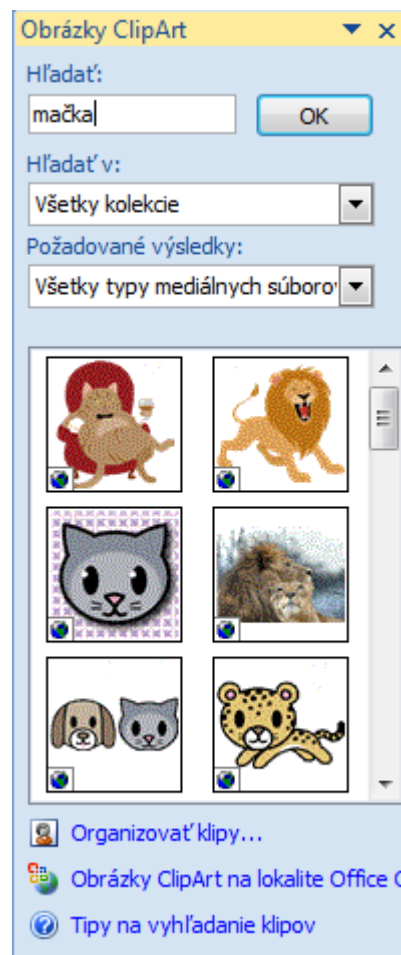 Obrázky ClipArt
Hľadať:
mačka
OK
Hľadať v:
Všetky kolekcie
Požadované výsledky:
Všetky typy mediálnych súborov
Organizovať klipy...
Obrázky ClipArt na lokalite Office
Tipy na vyhľadanie klipov